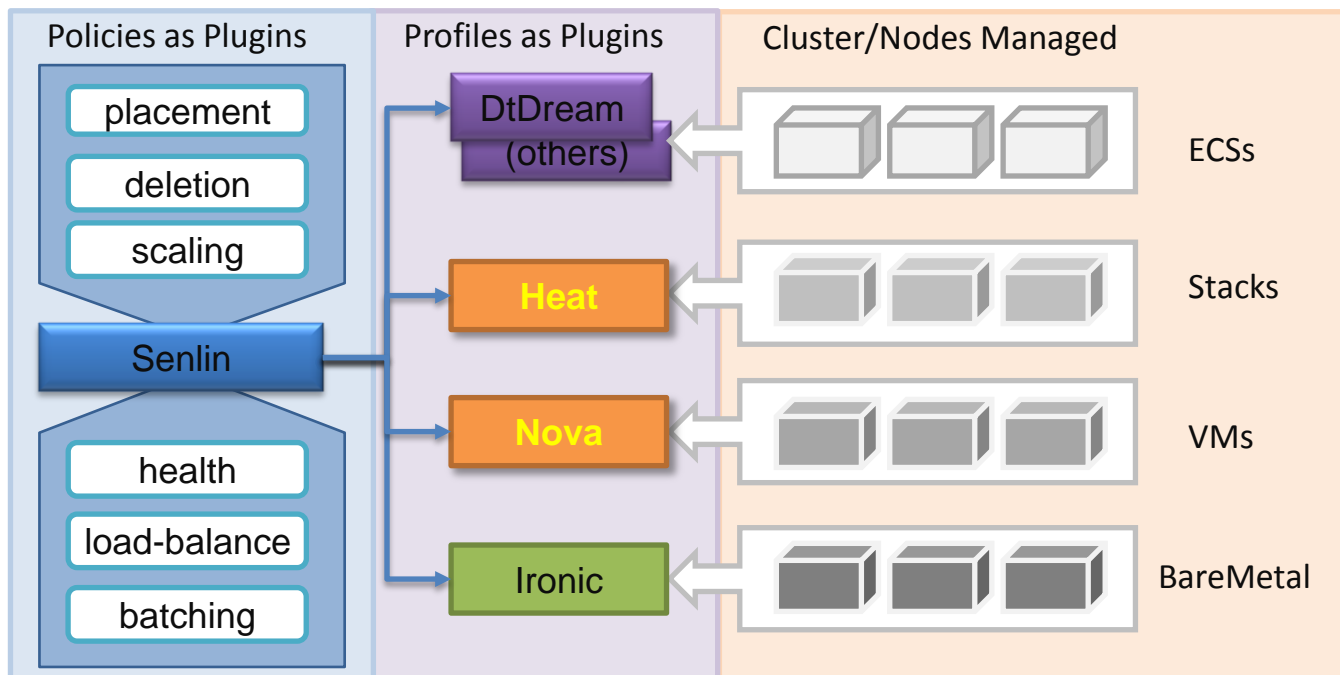 Policies as Plugins
placement
deletion
scaling
Senlin
health
load-balance
batching
Profiles as Plugins
DtDream
(others)
Heat
Nova
Ironic
Cluster/Nodes Managed
ECSs
Stacks
VMs
BareMetal